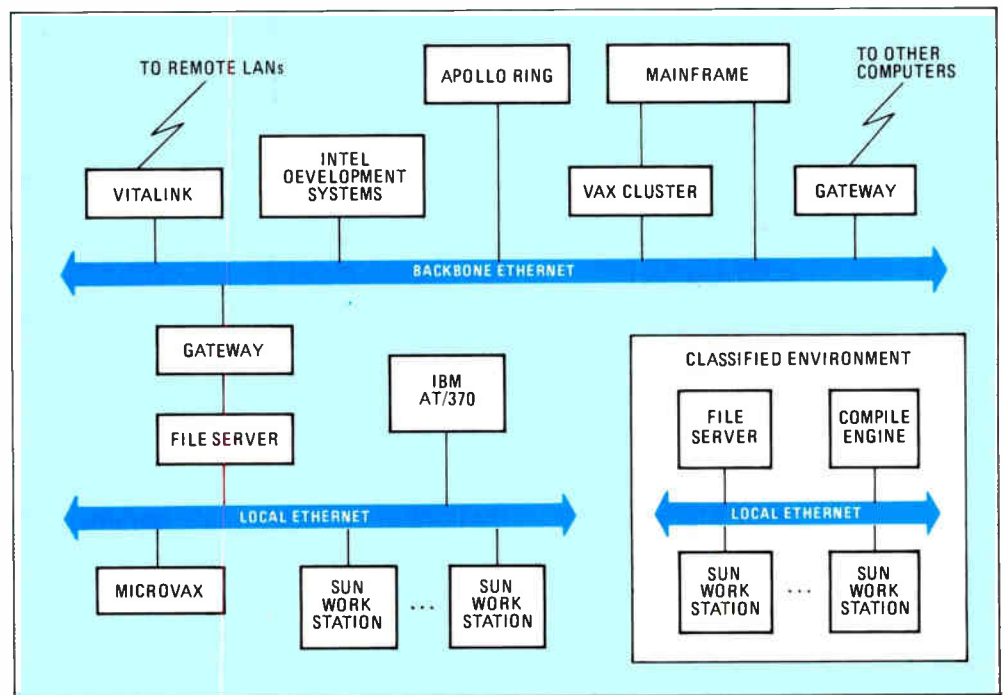 TO REMOTE LANs
APOLLO RING
MAINFRAME
TO OTHER
COMPUTERS
VITALINK
INTEL
DEVELOPMENT
SYSTEMS
VAX CLUSTER
GATEWAY
BACKBONE ETHERNET
GATEWAY
FILE SERVER
IBM
AT/370
LOCAL ETHERNET
MICROVAX
SUN
WORK
STATION
...
SUN
WORK
STATION
CLASSIFIED ENVIRONMENT
FILE
SERVER
COMPILE
ENGINE
LOCAL ETHERNET
SUN
WORK
STATION
...
SUN
WORK
STATION